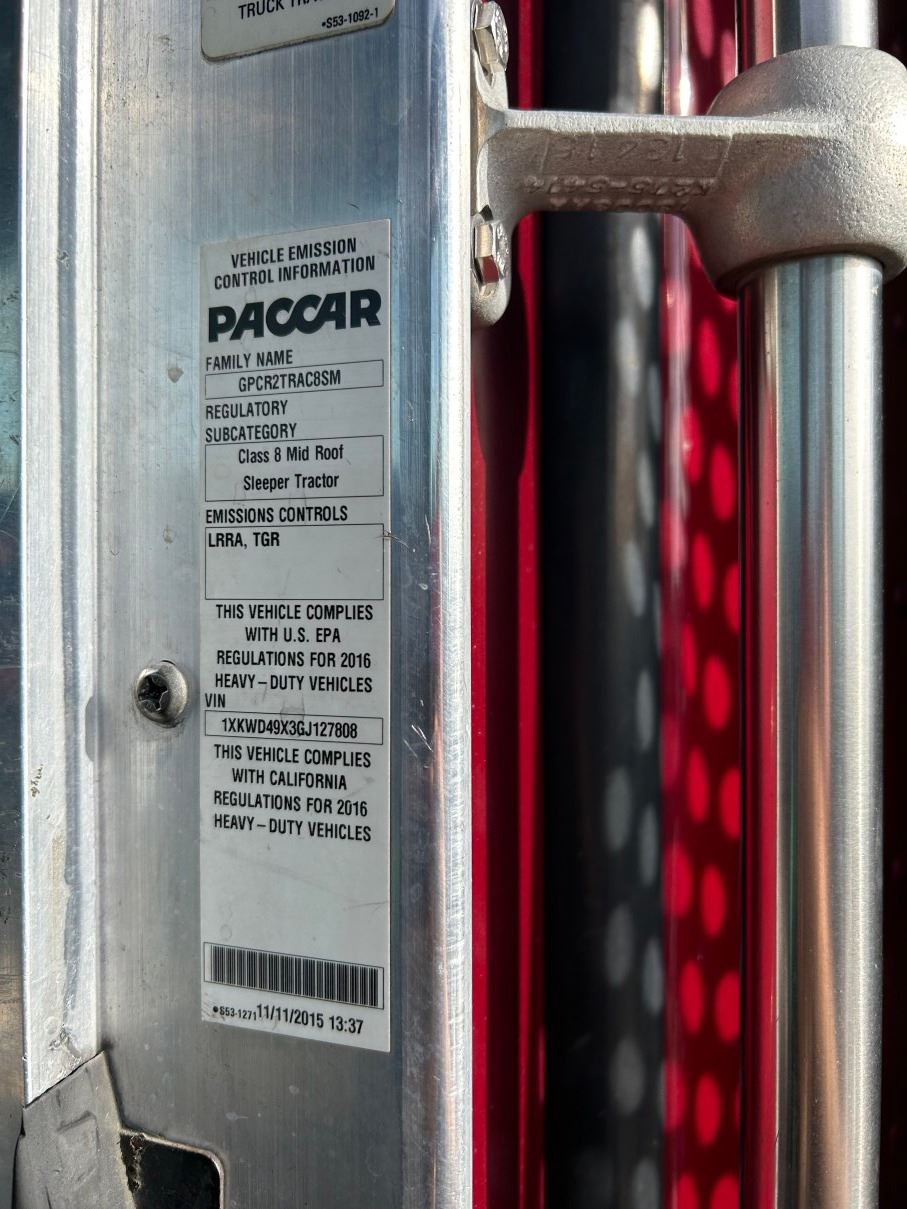 TRUCK
•S53-1092-1
VEHICLE EMISSION
CONTROL INFORMATION
PACCAR
FAMILY NAME
GPCR2TRAC8SM
REGULATORY
SUBCATEGORY
Class 8 Mid Roof
Sleeper Tractor
EMISSIONS CONTROLS
LRRA, TGR
THIS VEHICLE COMPLIES
WITH U.S. EPA
REGULATIONS FOR 2016
HEAVY-DUTY VEHICLES
VIN
1XKWD49X3GJ127808
THIS VEHICLE COMPLIES
WITH CALIFORNIA
REGULATIONS FOR 2016
HEAVY-DUTY VEHICLES
•S53-1271 11/11/2015 13:37